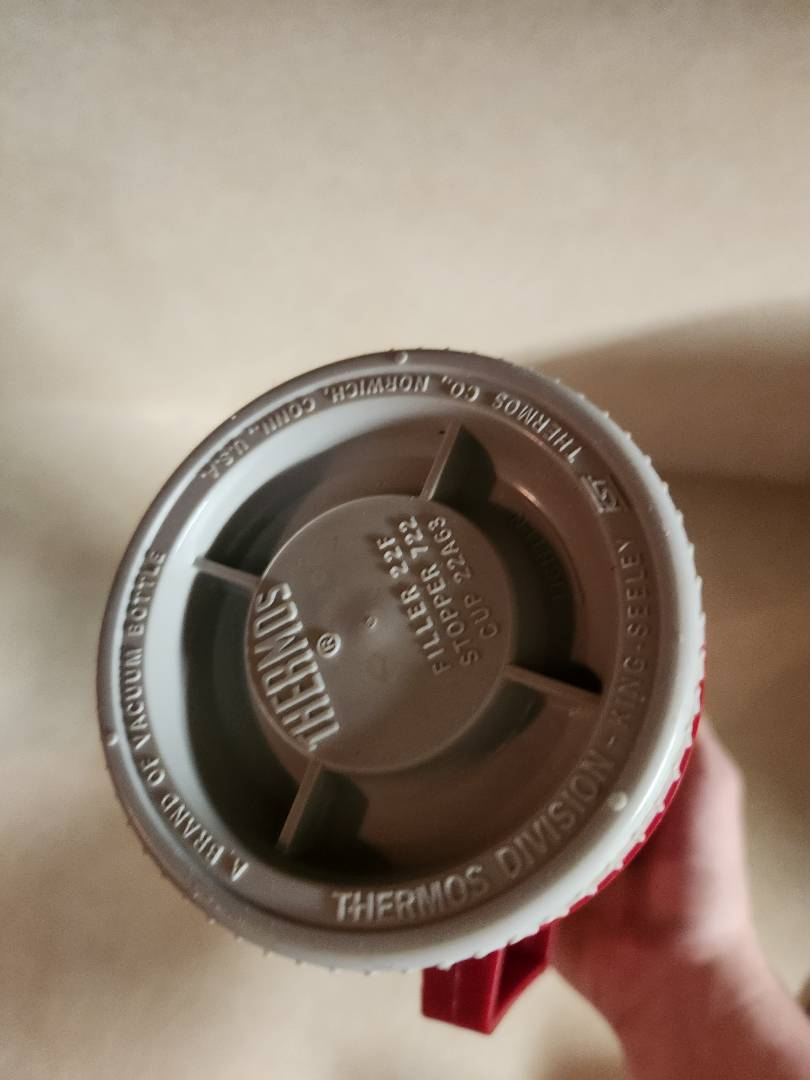 THERMOS®
FILLER 22F
STOPPER 722
CUP 22A63
A BRAND OF VACUUM BOTTLE
THERMOS DIVISION - KING-SEELEY
THERMOS CO., NORWICH, CONN., U.S.A.